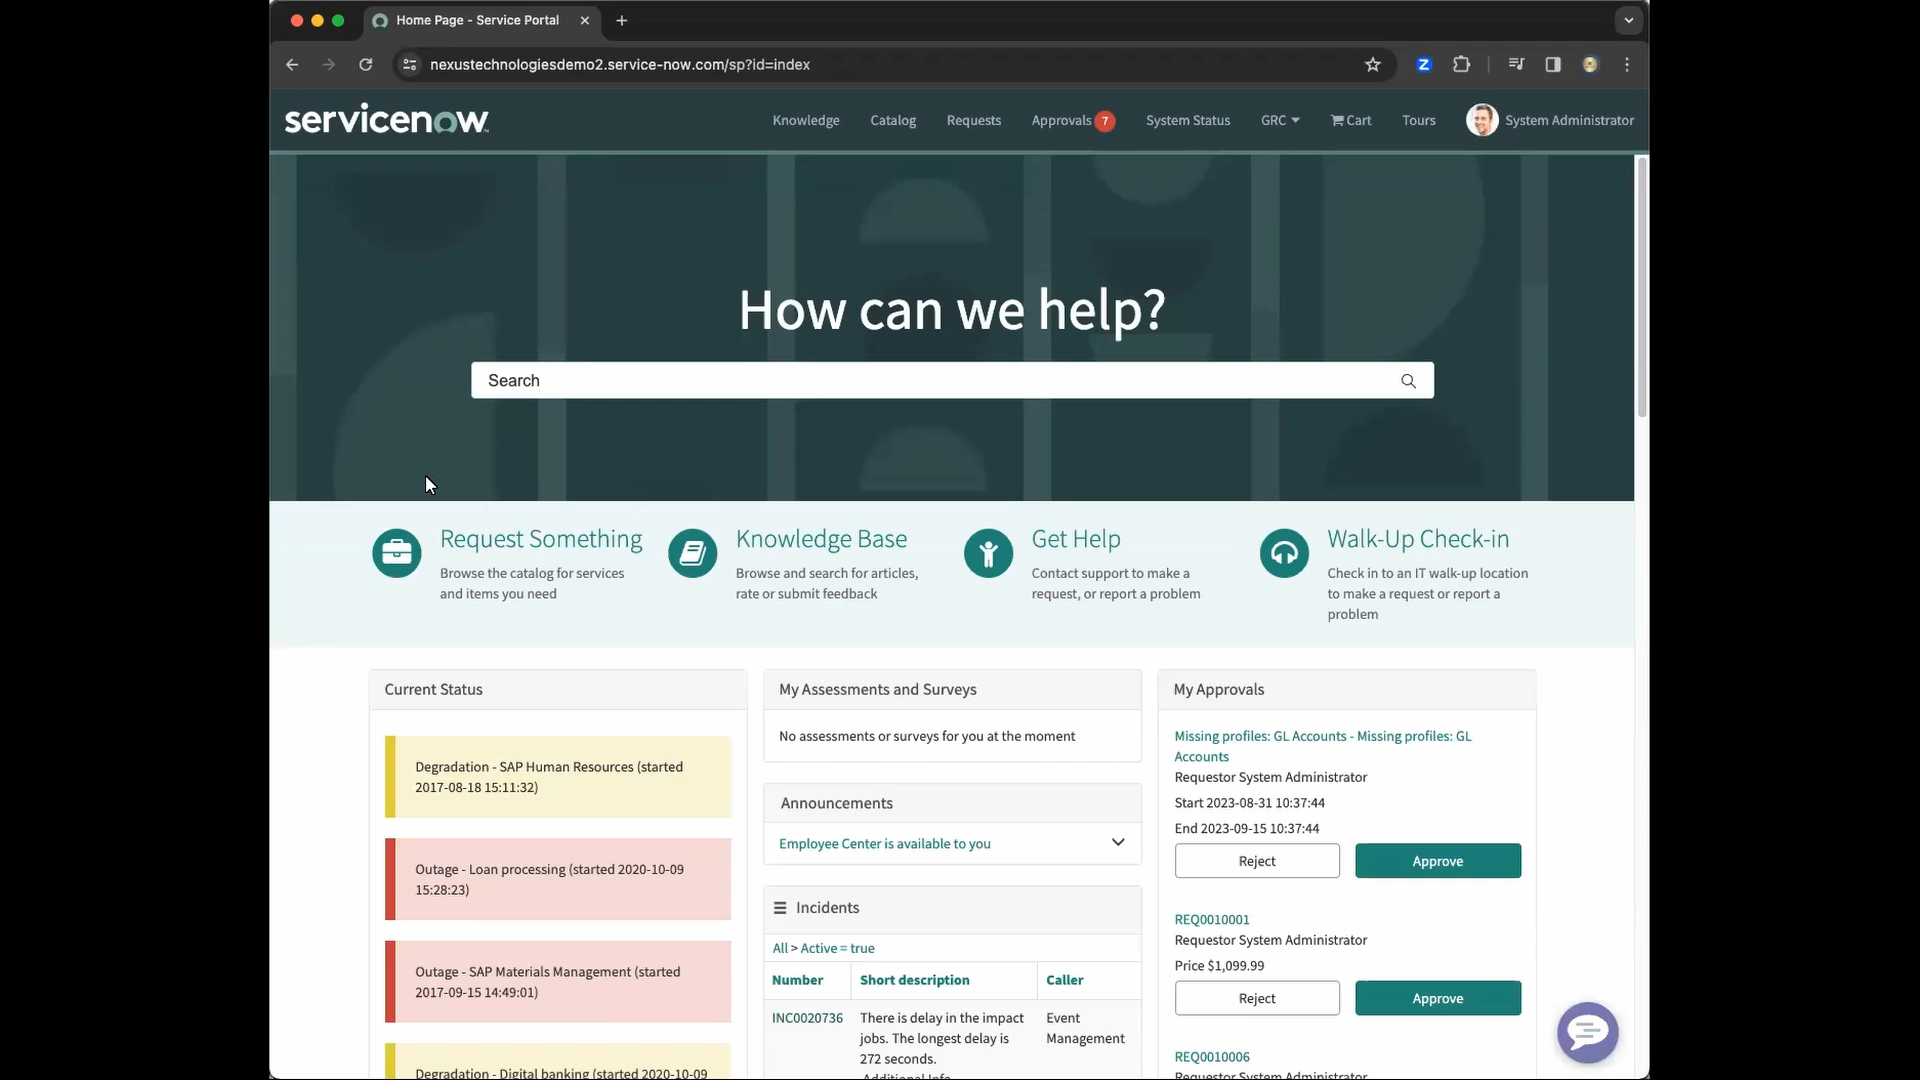 Home Page - Service Portal
nexustechnologiesdemo2.service-now.com/sp?id=index
servicenow
Knowledge
Catalog
Requests
Approvals 7
System Status
GRC
Cart
Tours
System Administrator
How can we help?
Search
Request Something
Browse the catalog for services
and items you need
Knowledge Base
Browse and search for articles,
rate or submit feedback
Get Help
Contact support to make a
request, or report a problem
Walk-Up Check-in
Check in to an IT walk-up location
to make a request or report a
problem
Current Status
Degradation - SAP Human Resources (started
2017-08-18 15:11:32)
Outage - Loan processing (started 2020-10-09
15:28:23)
Outage - SAP Materials Management (started
2017-09-15 14:49:01)
Degradation - Digital banking (started 2020-10-09
My Assessments and Surveys
No assessments or surveys for you at the moment
Announcements
Employee Center is available to you
Incidents
All > Active = true
Number Short description Caller
INC0020736
There is delay in the impact
jobs. The longest delay is
272 seconds.
Additional Info
Event
Management
My Approvals
Missing profiles: GL Accounts - Missing profiles: GL
Accounts
Requestor System Administrator
Start 2023-08-31 10:37:44
End 2023-09-15 10:37:44
Reject Approve
REQ0010001
Requestor System Administrator
Price $1,099.99
Reject Approve
REQ0010006
Requestor System Administrator